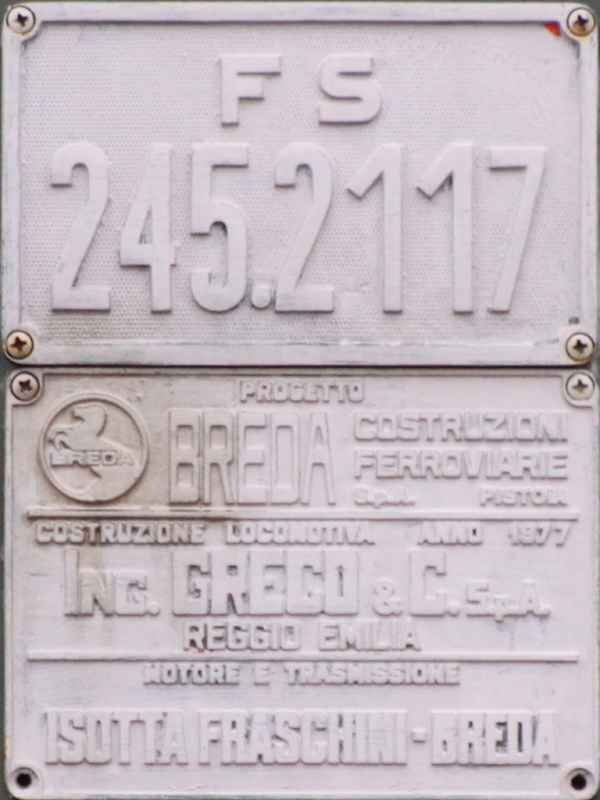 FS
245.2117
PROGETTO
BREDA
BREDA
COSTRUZIONI
FERROVIARIE
S.p.A. PISTOIA
COSTRUZIONE LOCOMOTIVA ANNO 1977
ING. GRECO & C. S.p.A.
REGGIO EMILIA
MOTORE E TRASMISSIONE
ISOTTA FRASCHINI-BREDA